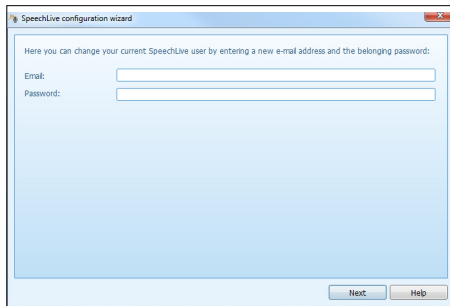 SpeechLive configuration wizard
Here you can change your current SpeechLive user by entering a new e-mail address and the belonging password:
Email:
Password:
Next Help